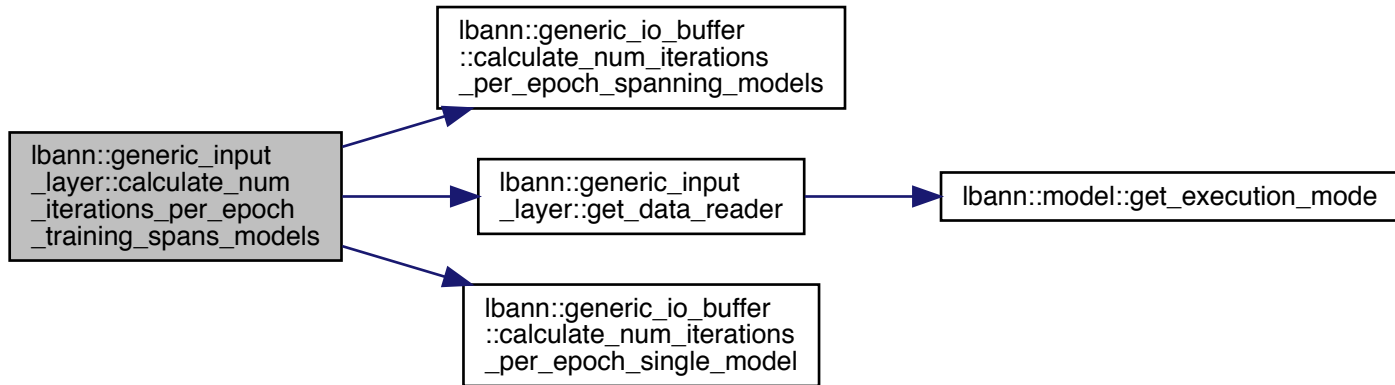 lbann::generic_io_buffer
::calculate_num_iterations
_per_epoch_spanning_models
lbann::generic_input
_layer::calculate_num
_iterations_per_epoch
_training_spans_models
lbann::generic_input
_layer::get_data_reader
lbann::model::get_execution_mode
lbann::generic_io_buffer
::calculate_num_iterations
_per_epoch_single_model